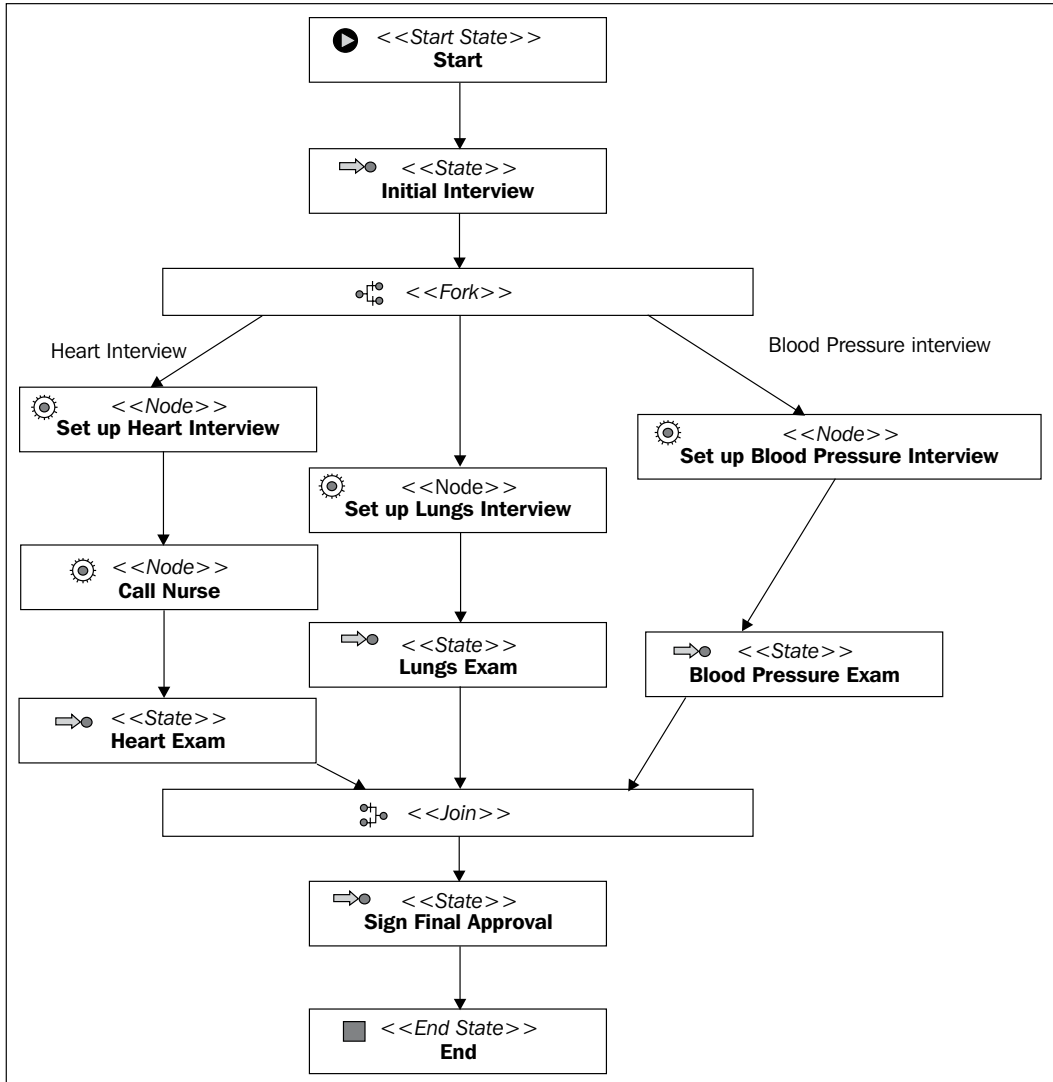 <<Start State>>
Start
<<State>>
Initial Interview
<<Fork>>
Heart Interview
Blood Pressure interview
<<Node>>
Set up Heart Interview
<<Node>>
Set up Blood Pressure Interview
<<Node>>
Set up Lungs Interview
<<Node>>
Call Nurse
<<State>>
Lungs Exam
<<State>>
Blood Pressure Exam
<<State>>
Heart Exam
<<Join>>
<<State>>
Sign Final Approval
<<End State>>
End